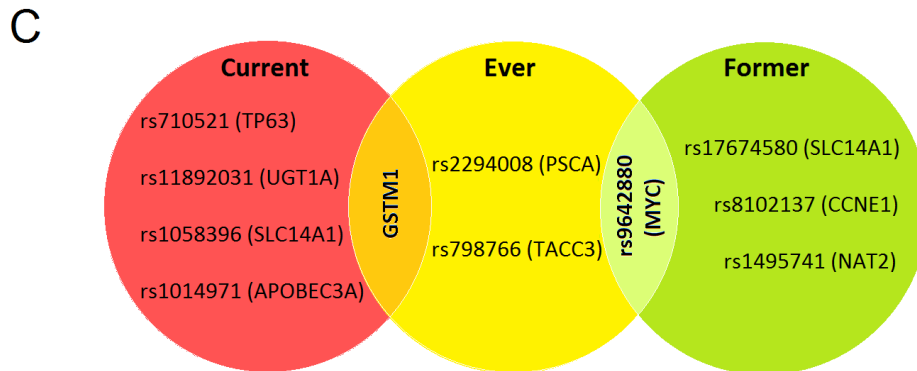 C
Current
Ever
Former
rs710521 (TP63)
rs11892031 (UGT1A)
rs1058396 (SLC14A1)
rs1014971 (APOBEC3A)
GSTM1
rs2294008 (PSCA)
rs798766 (TACC3)
rs9642880
(MYC)
rs17674580 (SLC14A1)
rs8102137 (CCNE1)
rs1495741 (NAT2)